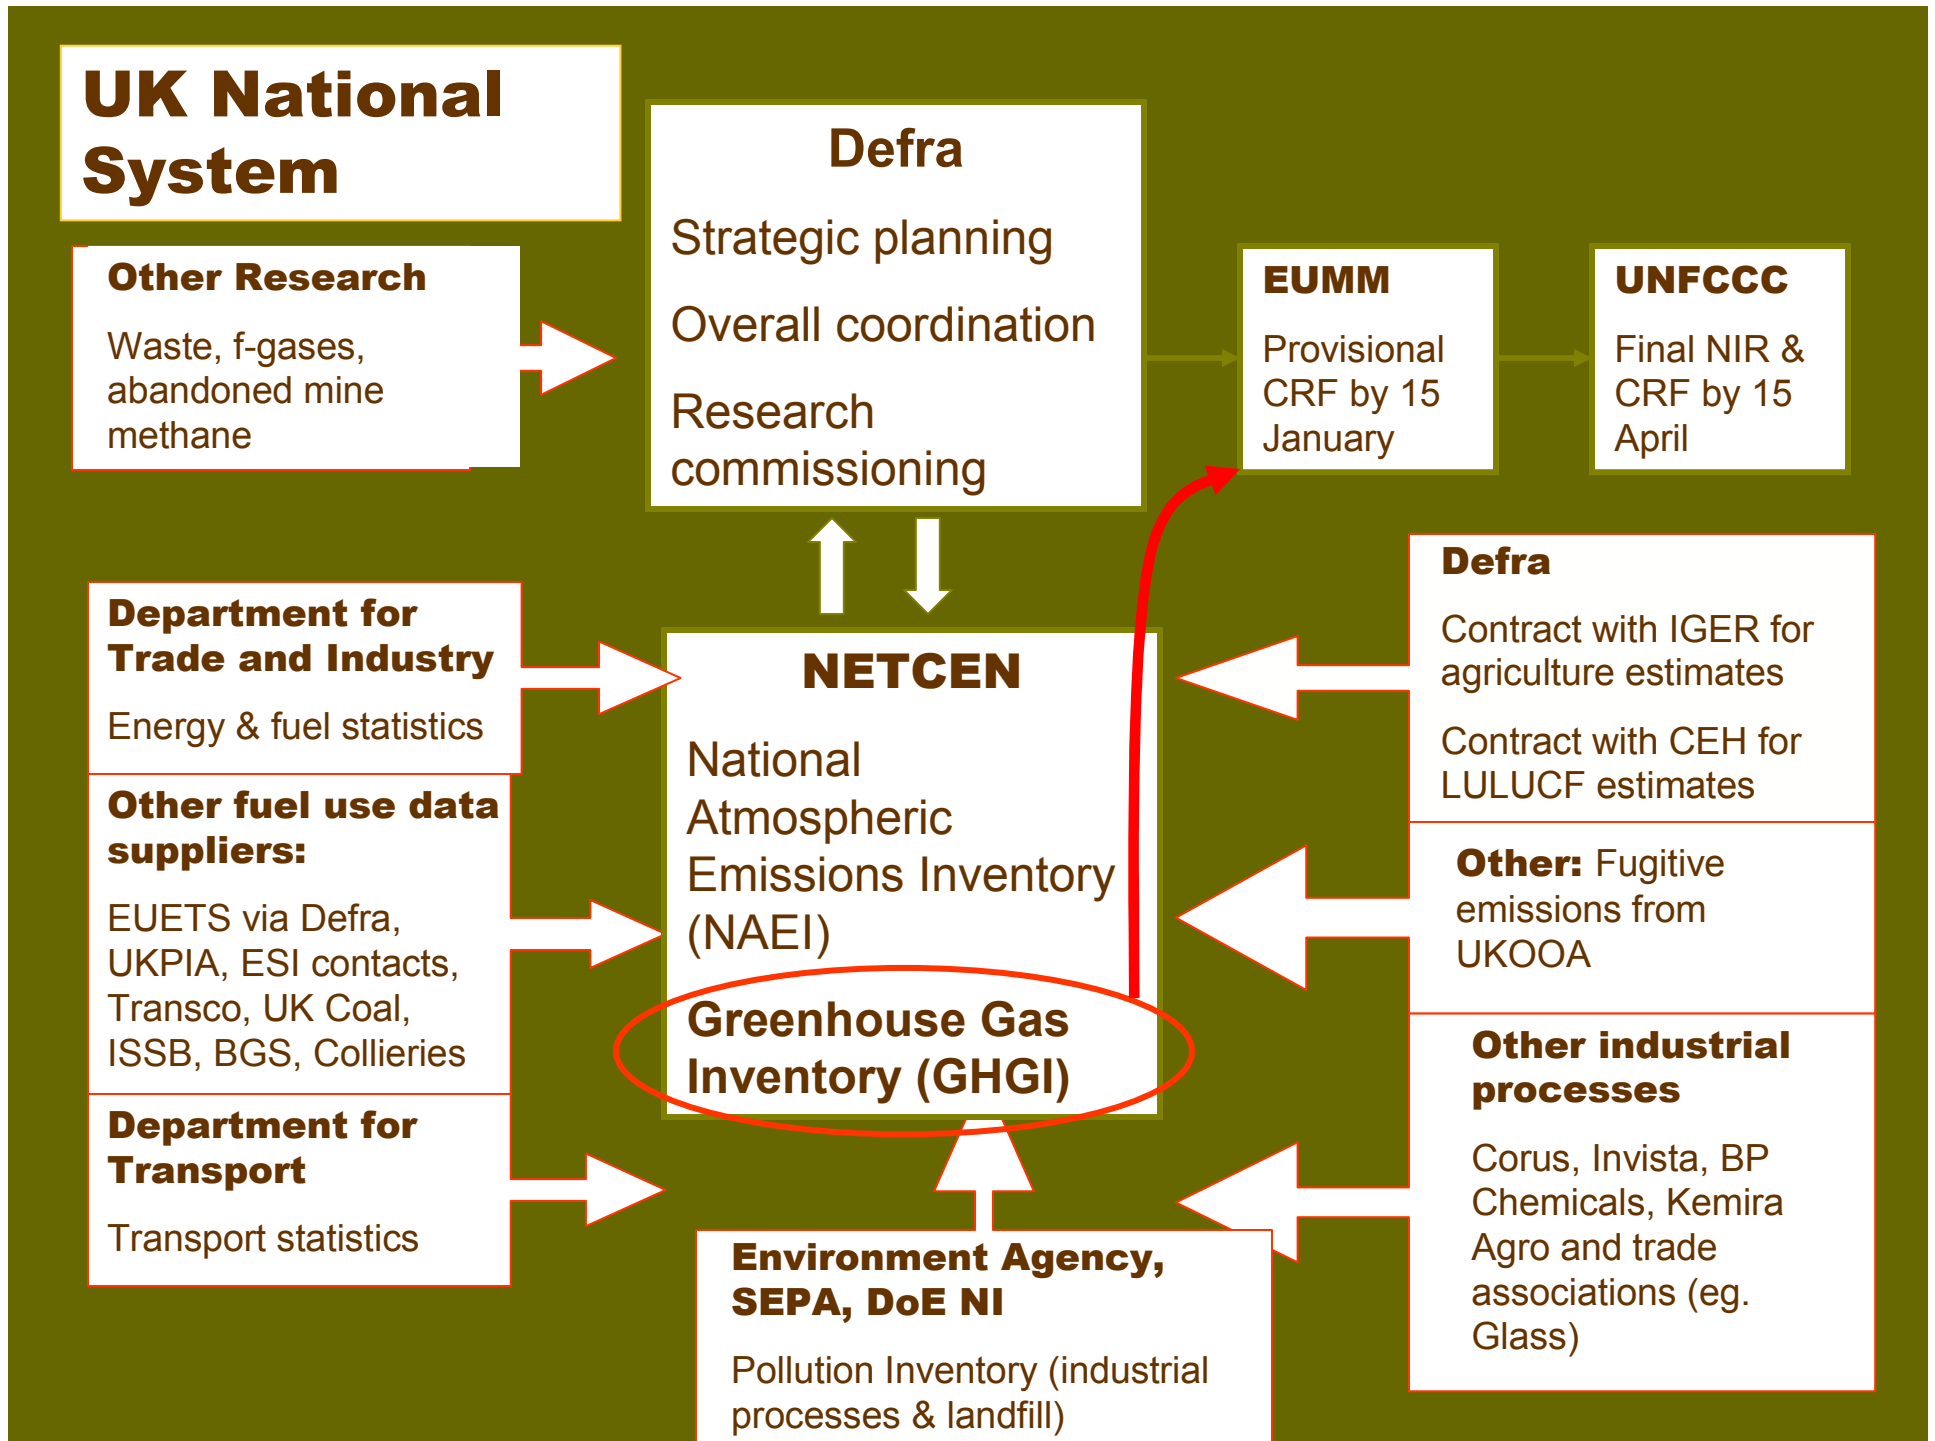 UK National
System
Defra
Strategic planning
Overall coordination
Research
commissioning
Other Research
Waste, f-gases,
abandoned mine
methane
EUMM
Provisional
CRF by 15
January
UNFCCC
Final NIR &
CRF by 15
April
Department for
Trade and Industry
Energy & fuel statistics
Other fuel use data
suppliers:
EUETS via Defra,
UKPIA, ESI contacts,
Transco, UK Coal,
ISSB, BGS, Collieries
Department for
Transport
Transport statistics
NETCEN
National
Atmospheric
Emissions Inventory
(NAEI)
Greenhouse Gas
Inventory (GHGI)
Environment Agency,
SEPA, DoE NI
Pollution Inventory (industrial
processes & landfill)
Defra
Contract with IGER for
agriculture estimates
Contract with CEH for
LULUCF estimates
Other: Fugitive
emissions from
UKOOA
Other industrial
processes
Corus, Invista, BP
Chemicals, Kemira
Agro and trade
associations (eg.
Glass)